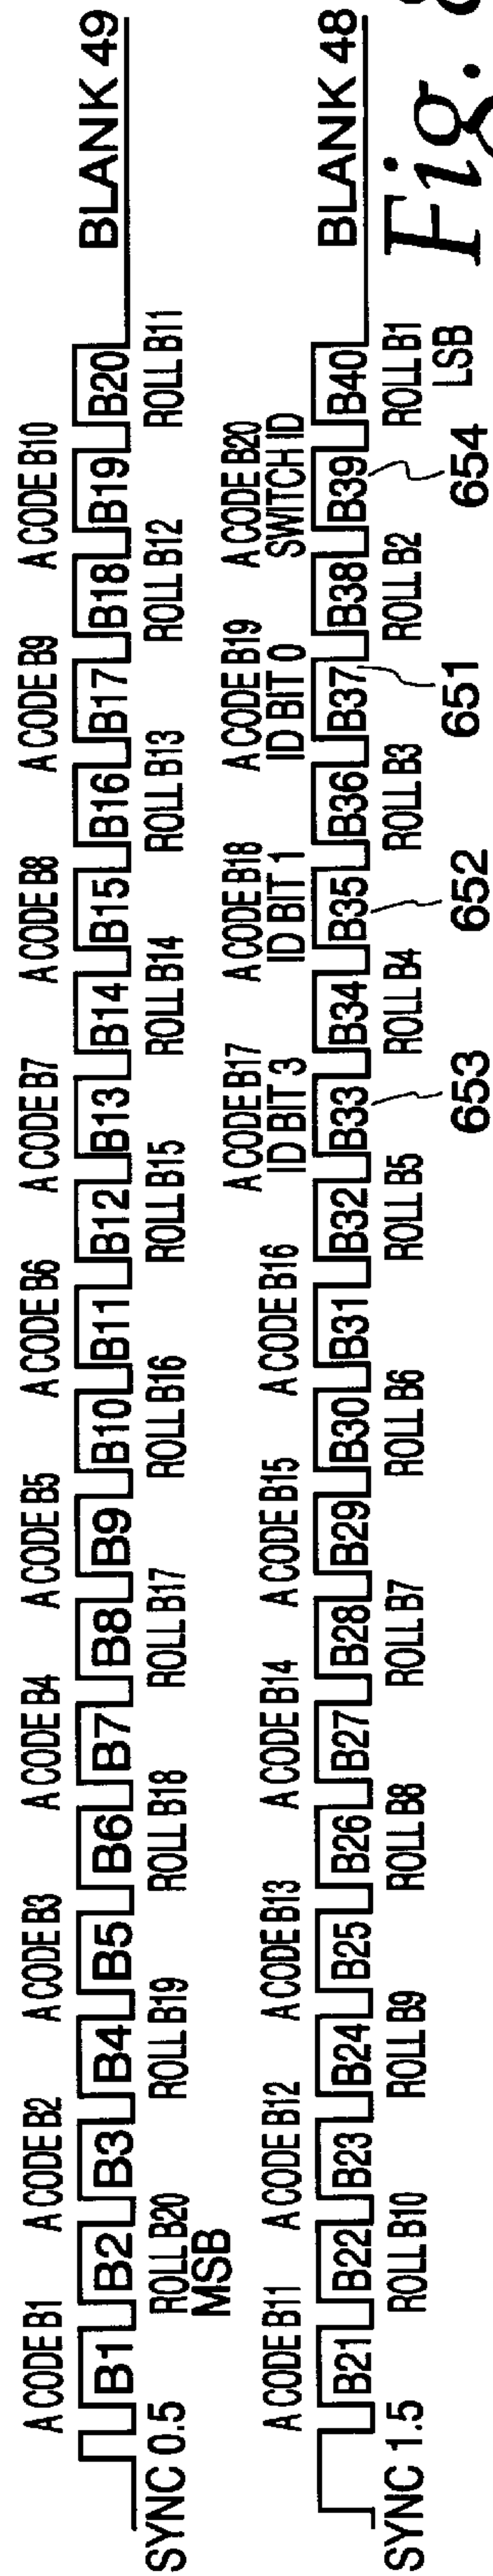 A CODE B1 A CODE B2 A CODE B3 A CODE B4 A CODE B5 A CODE B6 A CODE B7 A CODE B8 A CODE B9 A CODE B10
B1 B2 B3 B4 B5 B6 B7 B8 B9 B10 B11 B12 B13 B14 B15 B16 B17 B18 B19 B20 BLANK 49
SYNC 0.5 ROLL B20 ROLL B19 ROLL B18 ROLL B17 ROLL B16 ROLL B15 ROLL B14 ROLL B13 ROLL B12 ROLL B11
MSB
A CODE B11 A CODE B12 A CODE B13 A CODE B14 A CODE B15 A CODE B16 A CODE B17 A CODE B18 A CODE B19 A CODE B20
ID BIT 3 ID BIT 1 ID BIT 0 SWITCH ID
B21 B22 B23 B24 B25 B26 B27 B28 B29 B30 B31 B32 B33 B34 B35 B36 B37 B38 B39 B40 BLANK 48
SYNC 1.5 ROLL B10 ROLL B9 ROLL B8 ROLL B7 ROLL B6 ROLL B5 ROLL B4 ROLL B3 ROLL B2 ROLL B1
LSB
653 652 651 654
Fig.